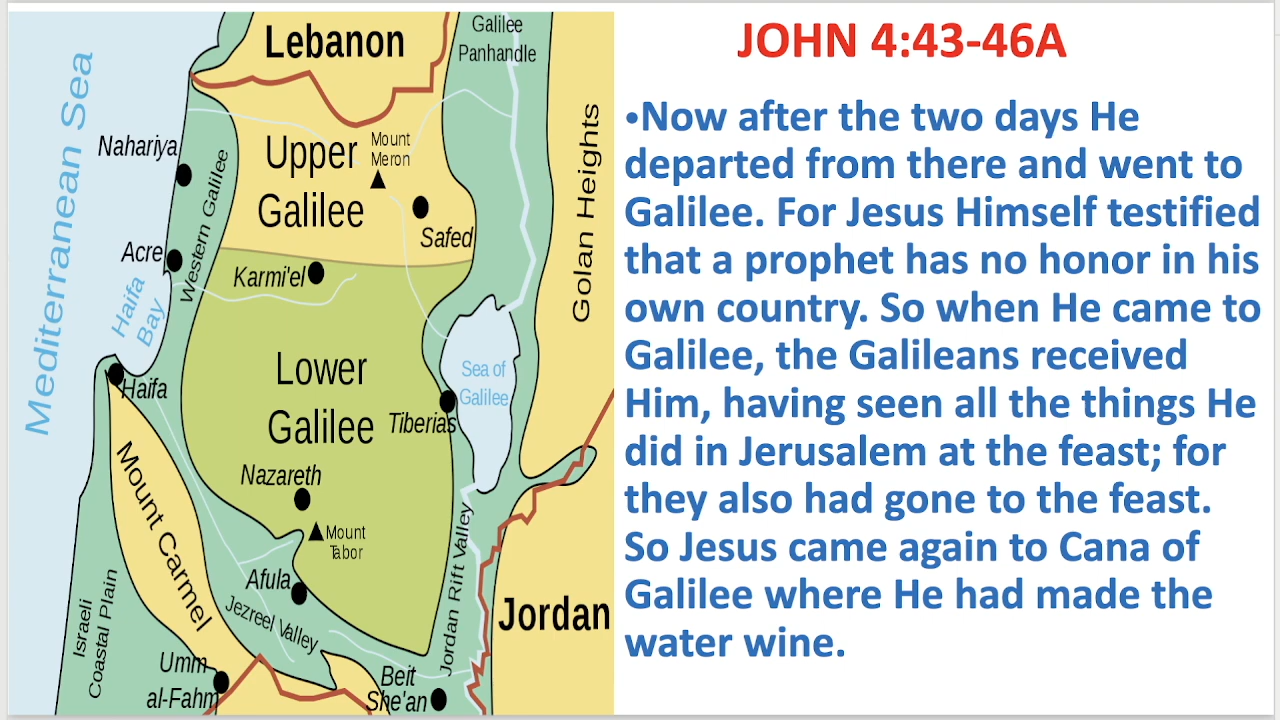 Lebanon
Galilee
Panhandle
Mediterranean Sea
Nahariya
Western Galilee
Upper
Galilee
Mount
Meron
Safed
Golan Heights
Acre
Haifa
Bay
Karmi'el
Haifa
Lower
Galilee
Sea of
Galilee
Tiberias
Nazareth
Mount
Tabor
Mount Carmel
Afula
Jezreel Valley
Jordan Rift Valley
Jordan
Israeli
Coastal Plain
Umm
al-Fahm
Beit
She'an
JOHN 4:43-46A
•Now after the two days He
departed from there and went to
Galilee. For Jesus Himself testified
that a prophet has no honor in his
own country. So when He came to
Galilee, the Galileans received
Him, having seen all the things He
did in Jerusalem at the feast; for
they also had gone to the feast.
So Jesus came again to Cana of
Galilee where He had made the
water wine.